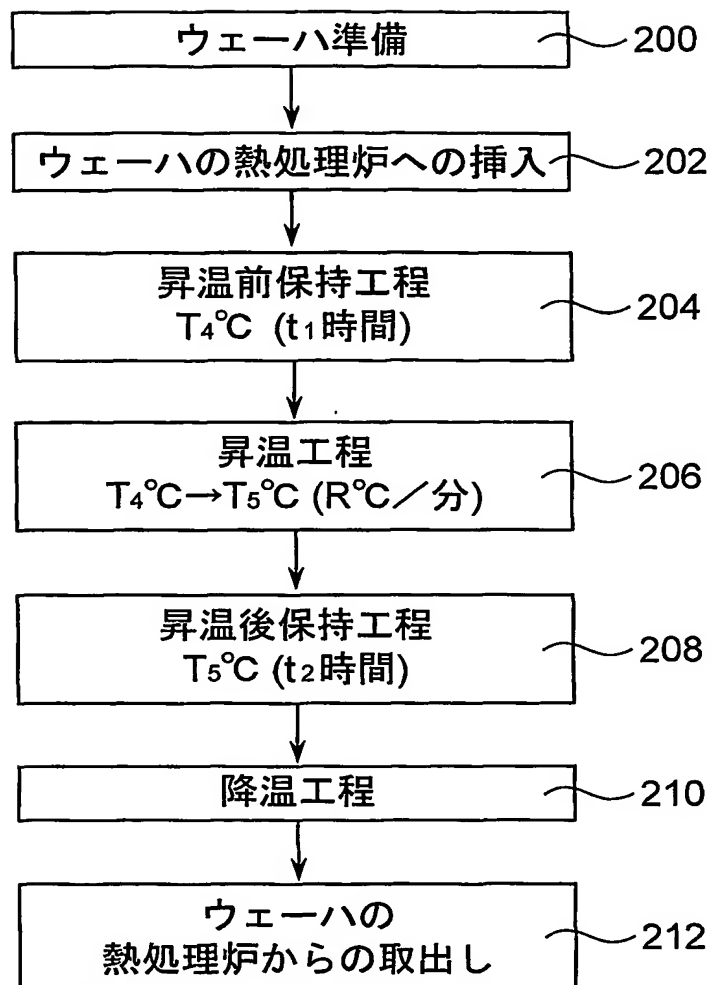 ウェーハ準備
200
ウェーハの熱処理炉への挿入
202
昇温前保持工程
T4℃ (t1時間)
204
昇温工程
T4℃→T5℃ (R℃/分)
206
昇温後保持工程
T5℃ (t2時間)
208
降温工程
210
ウェーハの
熱処理炉からの取出し
212